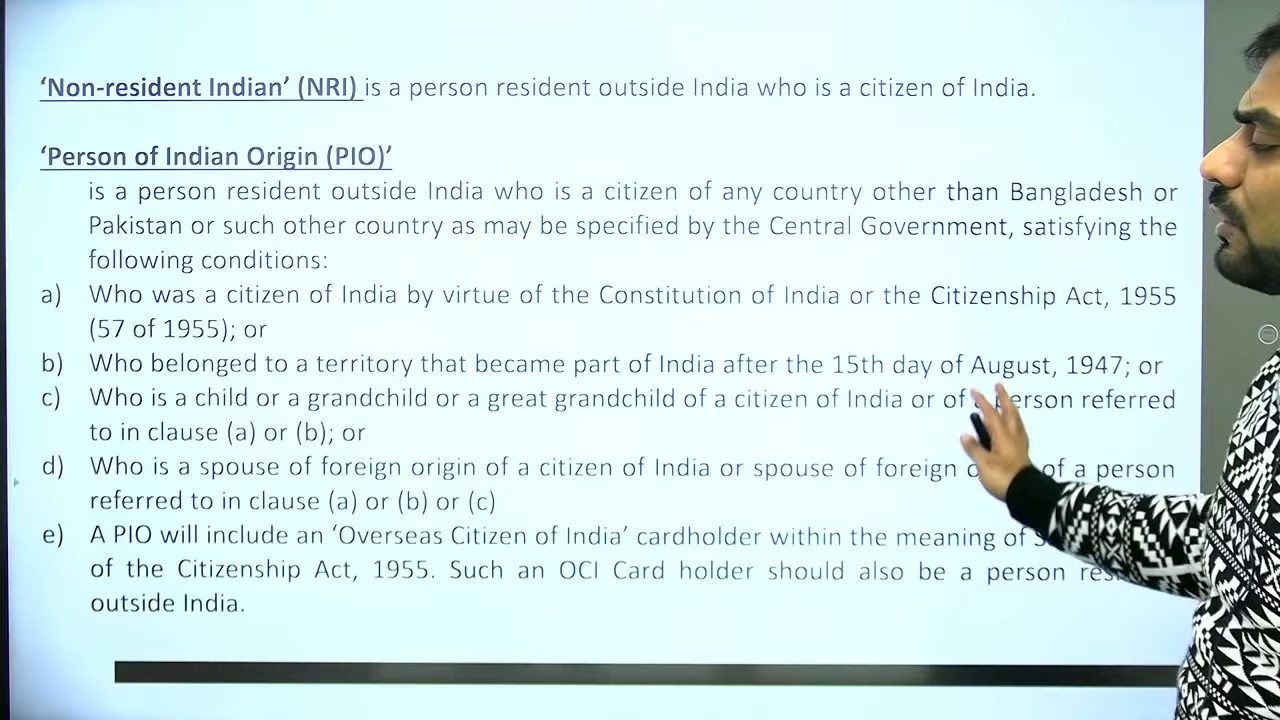 ‘Non-resident Indian’ (NRI) is a person resident outside India who is a citizen of India.
‘Person of Indian Origin (PIO)’
is a person resident outside India who is a citizen of any country other than Bangladesh or
Pakistan or such other country as may be specified by the Central Government, satisfying the
following conditions:
a) Who was a citizen of India by virtue of the Constitution of India or the Citizenship Act, 1955
(57 of 1955); or
b) Who belonged to a territory that became part of India after the 15th day of August, 1947; or
c) Who is a child or a grandchild or a great grandchild of a citizen of India or of a person referred
to in clause (a) or (b); or
d) Who is a spouse of foreign origin of a citizen of India or spouse of foreign of a person
referred to in clause (a) or (b) or (c)
e) A PIO will include an ‘Overseas Citizen of India’ cardholder within the meaning of
of the Citizenship Act, 1955. Such an OCI Card holder should also be a person
outside India.